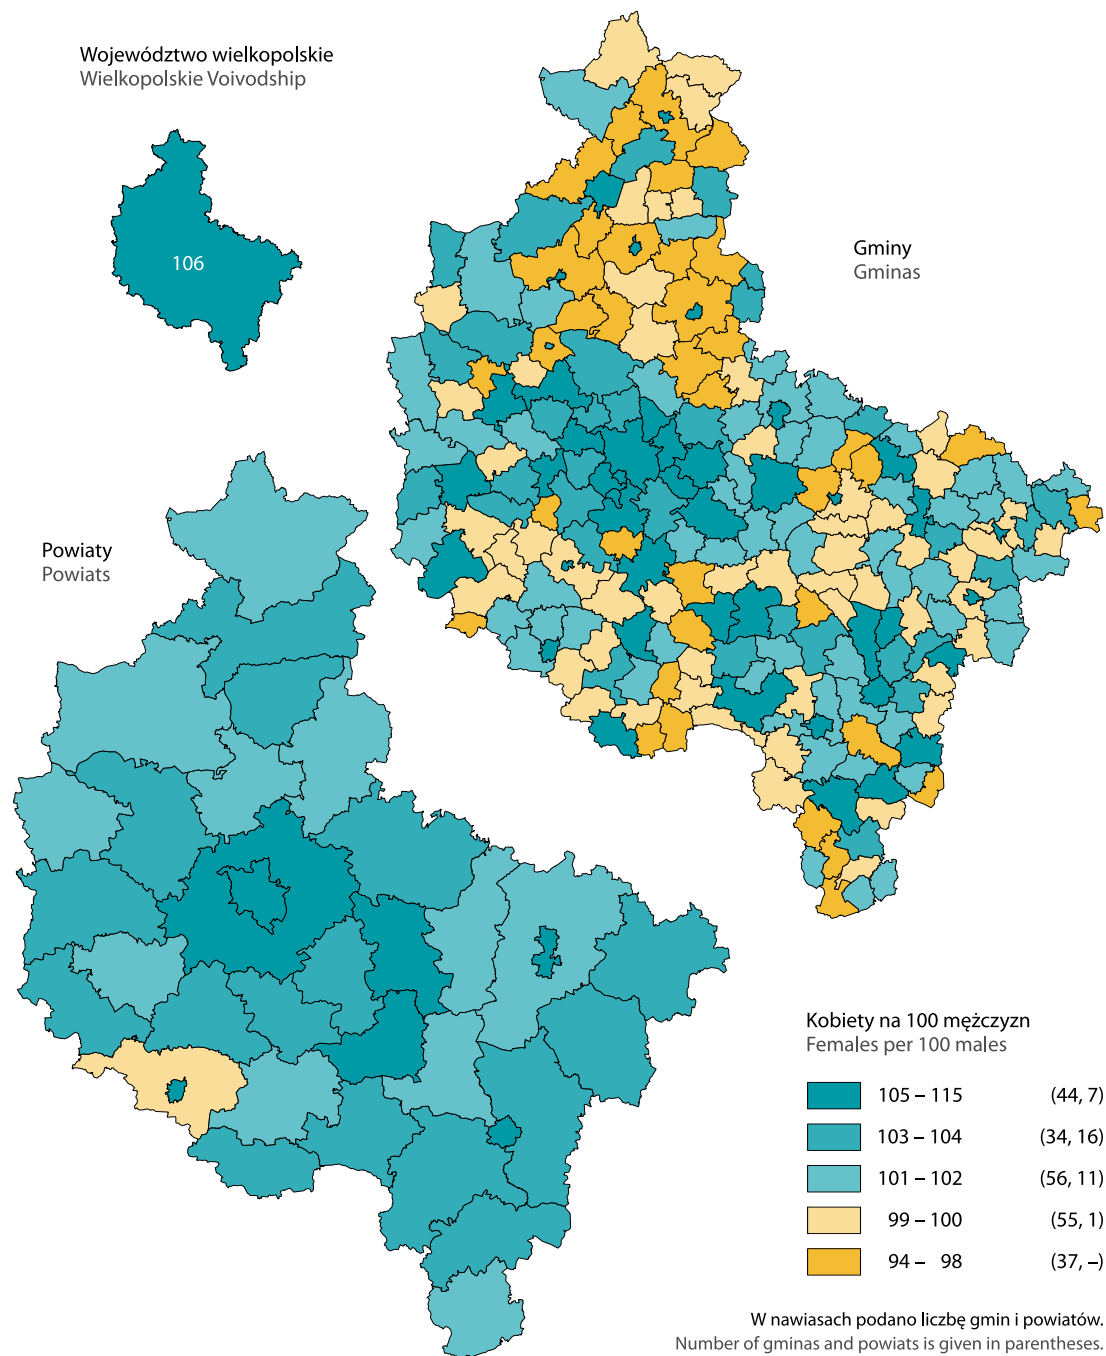 Województwo wielkopolskie
Wielkopolskie Voivodship
106
Gminy
Gminas
Powiaty
Powiats
Kobiety na 100 mężczyzn
Females per 100 males
105 – 115 (44, 7)
103 – 104 (34, 16)
101 – 102 (56, 11)
99 – 100 (55, 1)
94 – 98 (37, –)
W nawiasach podano liczbę gmin i powiatów.
Number of gminas and powiats is given in parentheses.